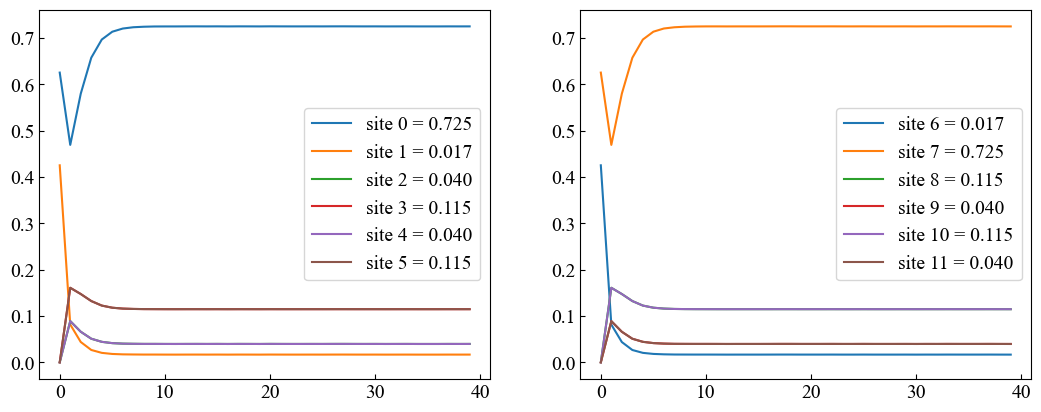 0.7
0.6
0.5
0.4
0.3
0.2
0.1
0.0
0 10 20 30 40
site 0 = 0.725
site 1 = 0.017
site 2 = 0.040
site 3 = 0.115
site 4 = 0.040
site 5 = 0.115
0.7
0.6
0.5
0.4
0.3
0.2
0.1
0.0
0 10 20 30 40
site 6 = 0.017
site 7 = 0.725
site 8 = 0.115
site 9 = 0.040
site 10 = 0.115
site 11 = 0.040